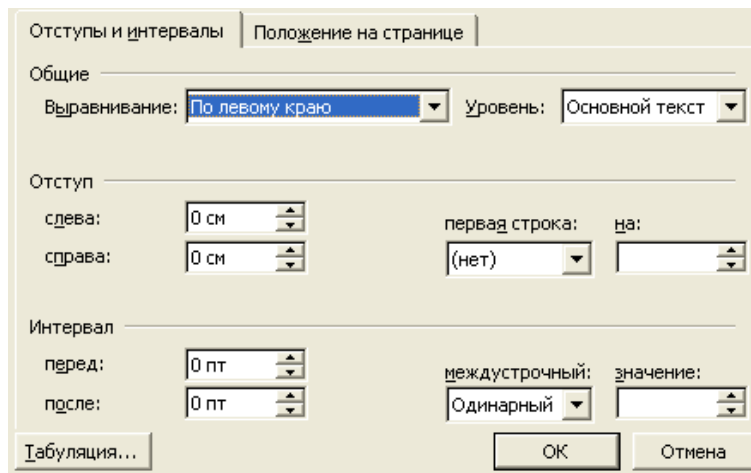 Отступы и интервалы Положение на странице
Общие
Выравнивание: По левому краю Уровень: Основной текст
Отступ
слева: 0 см первая строка: на:
справа: 0 см (нет)
Интервал
перед: 0 пт междустрочный: значение:
после: 0 пт Одинарный
Табуляция... ОК Отмена